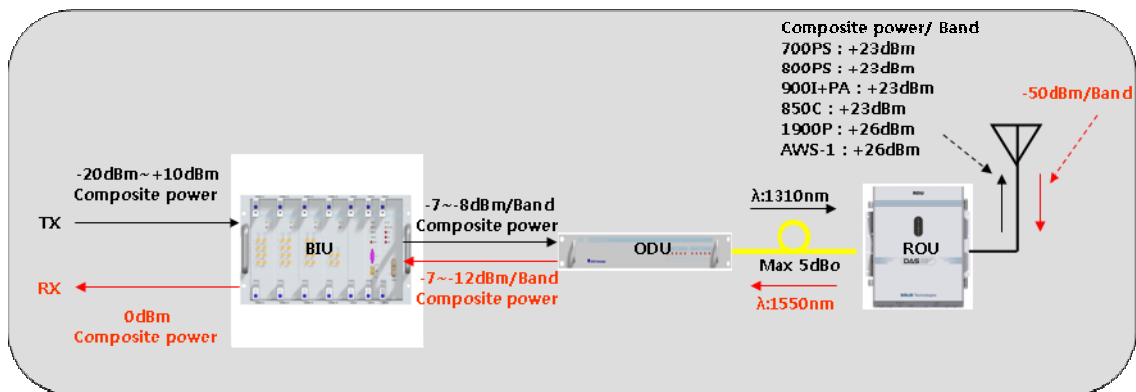 Composite power/ Band
700PS : +23dBm
800PS : +23dBm
900I+PA : +23dBm
850C : +23dBm
1900P : +26dBm
AWS-1 : +26dBm
-50dBm/Band
-20dBm~+10dBm
Composite power
-7~-8dBm/Band
Composite power
λ:1310nm
ROU
TX
BIU
ODU
ROU
DAS
Max 5dBo
RX
-7~-12dBm/Band
Composite power
λ:1550nm
0dBm
Composite power